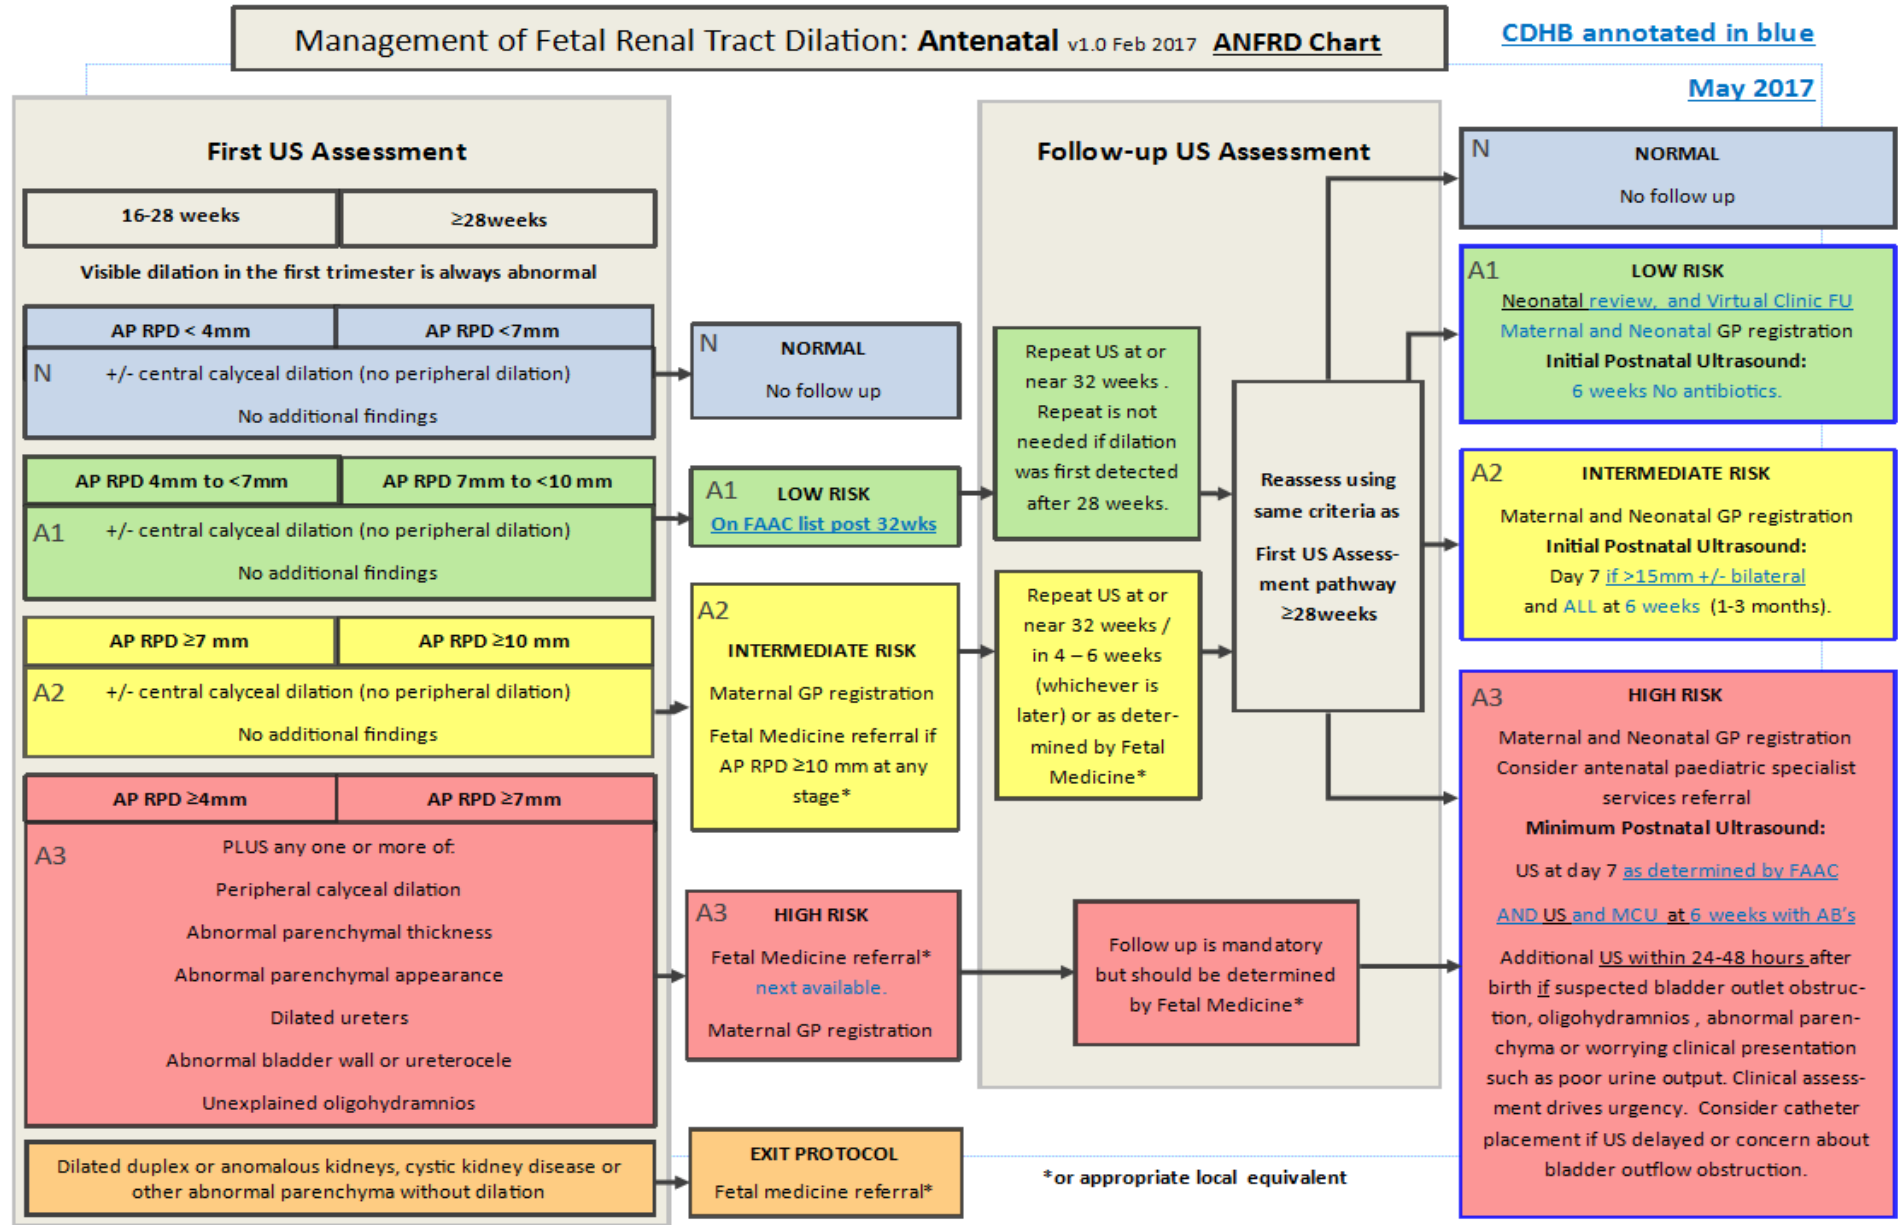 Management of Fetal Renal Tract Dilation: Antenatal v1.0 Feb 2017 ANFRD Chart
CDHB annotated in blue
May 2017
First US Assessment
16-28 weeks
≥28weeks
Visible dilation in the first trimester is always abnormal
AP RPD < 4mm
AP RPD <7mm
N
+/- central calyceal dilation (no peripheral dilation)
No additional findings
AP RPD 4mm to <7mm
AP RPD 7mm to <10 mm
A1
+/- central calyceal dilation (no peripheral dilation)
No additional findings
AP RPD ≥7 mm
AP RPD ≥10 mm
A2
+/- central calyceal dilation (no peripheral dilation)
No additional findings
AP RPD ≥4mm
AP RPD ≥7mm
A3
PLUS any one or more of:
Peripheral calyceal dilation
Abnormal parenchymal thickness
Abnormal parenchymal appearance
Dilated ureters
Abnormal bladder wall or ureterocele
Unexplained oligohydramnios
Dilated duplex or anomalous kidneys, cystic kidney disease or
other abnormal parenchyma without dilation
N
NORMAL
No follow up
A1
LOW RISK
On FAAC list post 32wks
A2
INTERMEDIATE RISK
Maternal GP registration
Fetal Medicine referral if
AP RPD ≥10 mm at any
stage*
A3
HIGH RISK
Fetal Medicine referral*
next available.
Maternal GP registration
EXIT PROTOCOL
Fetal medicine referral*
Follow-up US Assessment
Repeat US at or
near 32 weeks .
Repeat is not
needed if dilation
was first detected
after 28 weeks.
Repeat US at or
near 32 weeks /
in 4 – 6 weeks
(whichever is
later) or as deter-
mined by Fetal
Medicine*
Reassess using
same criteria as
First US Assess-
ment pathway
≥28weeks
Follow up is mandatory
but should be determined
by Fetal Medicine*
*or appropriate local equivalent
N
NORMAL
No follow up
A1
LOW RISK
Neonatal review, and Virtual Clinic FU
Maternal and Neonatal GP registration
Initial Postnatal Ultrasound:
6 weeks No antibiotics.
A2
INTERMEDIATE RISK
Maternal and Neonatal GP registration
Initial Postnatal Ultrasound:
Day 7 if >15mm +/- bilateral
and ALL at 6 weeks (1-3 months).
A3
HIGH RISK
Maternal and Neonatal GP registration
Consider antenatal paediatric specialist
services referral
Minimum Postnatal Ultrasound:
US at day 7 as determined by FAAC
AND US and MCU at 6 weeks with AB's
Additional US within 24-48 hours after
birth if suspected bladder outlet obstruc-
tion, oligohydramnios , abnormal paren-
chyma or worrying clinical presentation
such as poor urine output. Clinical assess-
ment drives urgency. Consider catheter
placement if US delayed or concern about
bladder outflow obstruction.